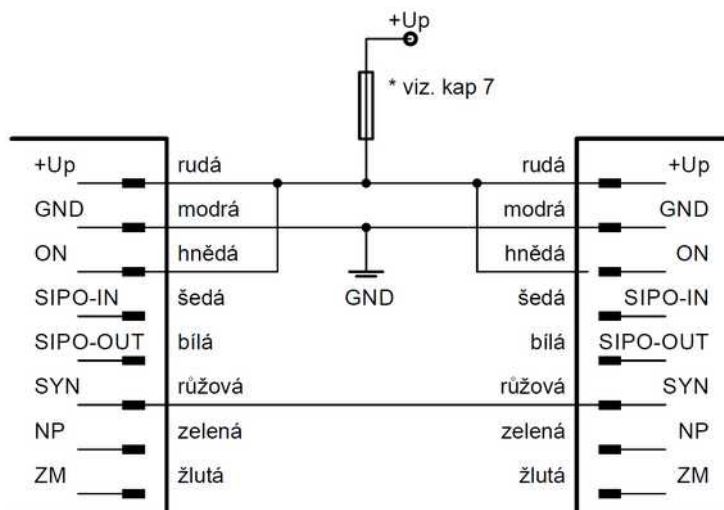 +Up
* viz. kap 7
+Up rudá rudá +Up
GND modrá modrá GND
ON hnědá hnědá ON
SIPO-IN šedá GND šedá SIPO-IN
SIPO-OUT bílá bílá SIPO-OUT
SYN růžová růžová SYN
NP zelená zelená NP
ZM žlutá žlutá ZM